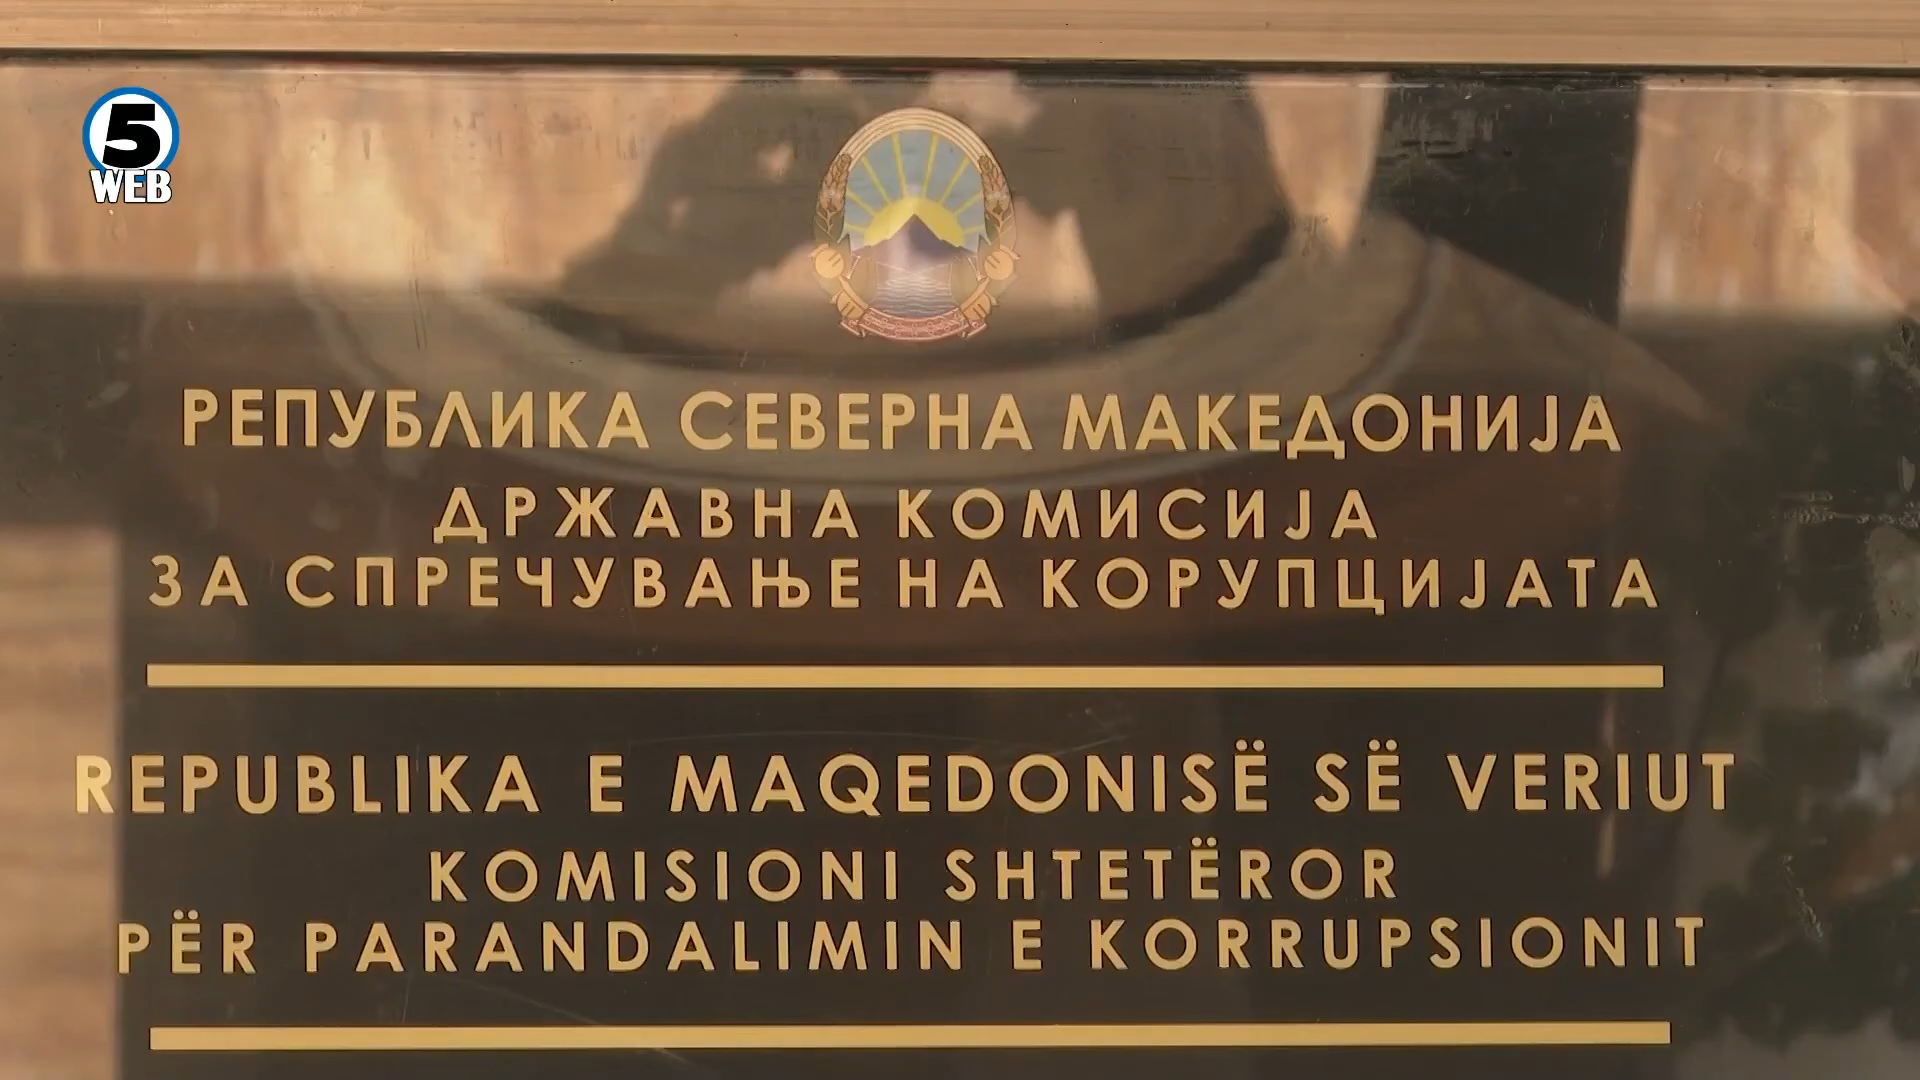 5
WEB
РЕПУБЛИКА СЕВЕРНА МАКЕДОНИЈА
ДРЖАВНА КОМИСИЈА
ЗА СПРЕЧУВАЊЕ НА КОРУПЦИЈАТА
REPUBLIKA E MAQEDONISË SË VERIUT
KOMISIONI SHTETËROR
PËR PARANDALIMIN E KORRUPSIONIT